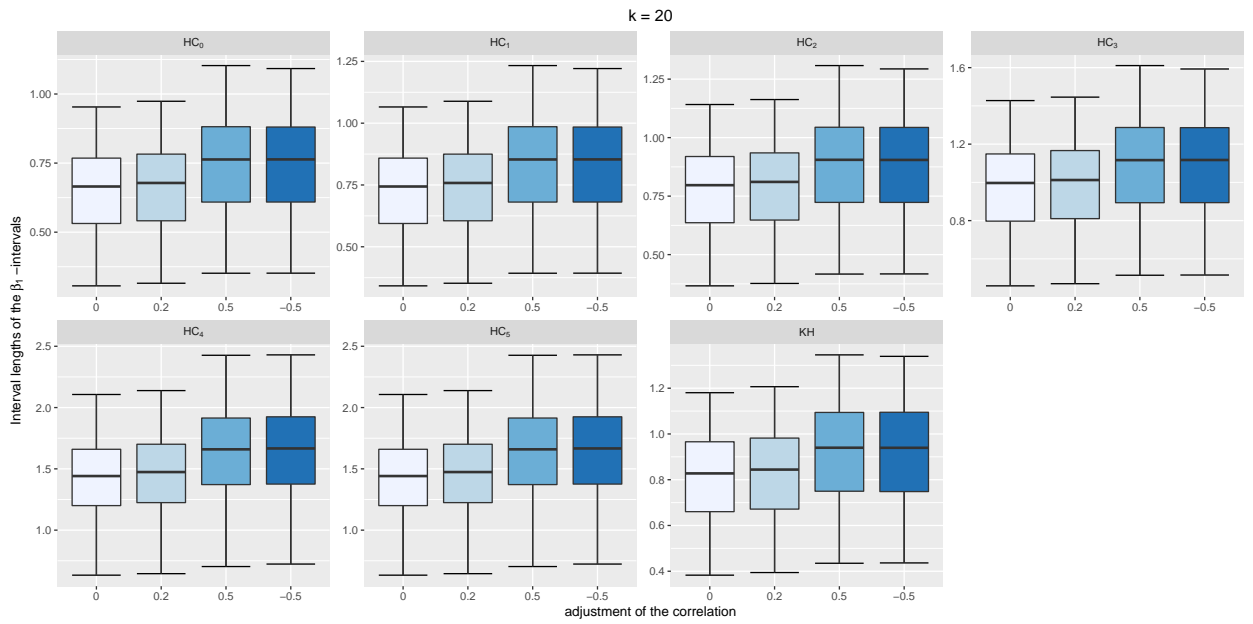 k = 20
Interval lengths of the β₁ −intervals
HC₀
1.00
0.75
0.50
0 0.2 0.5 −0.5
HC₁
1.25
1.00
0.75
0.50
0 0.2 0.5 −0.5
HC₂
1.25
1.00
0.75
0.50
0 0.2 0.5 −0.5
HC₃
1.6
1.2
0.8
0 0.2 0.5 −0.5
HC₄
2.5
2.0
1.5
1.0
0 0.2 0.5 −0.5
HC₅
2.5
2.0
1.5
1.0
0 0.2 0.5 −0.5
KH
1.2
1.0
0.8
0.6
0.4
0 0.2 0.5 −0.5
adjustment of the correlation